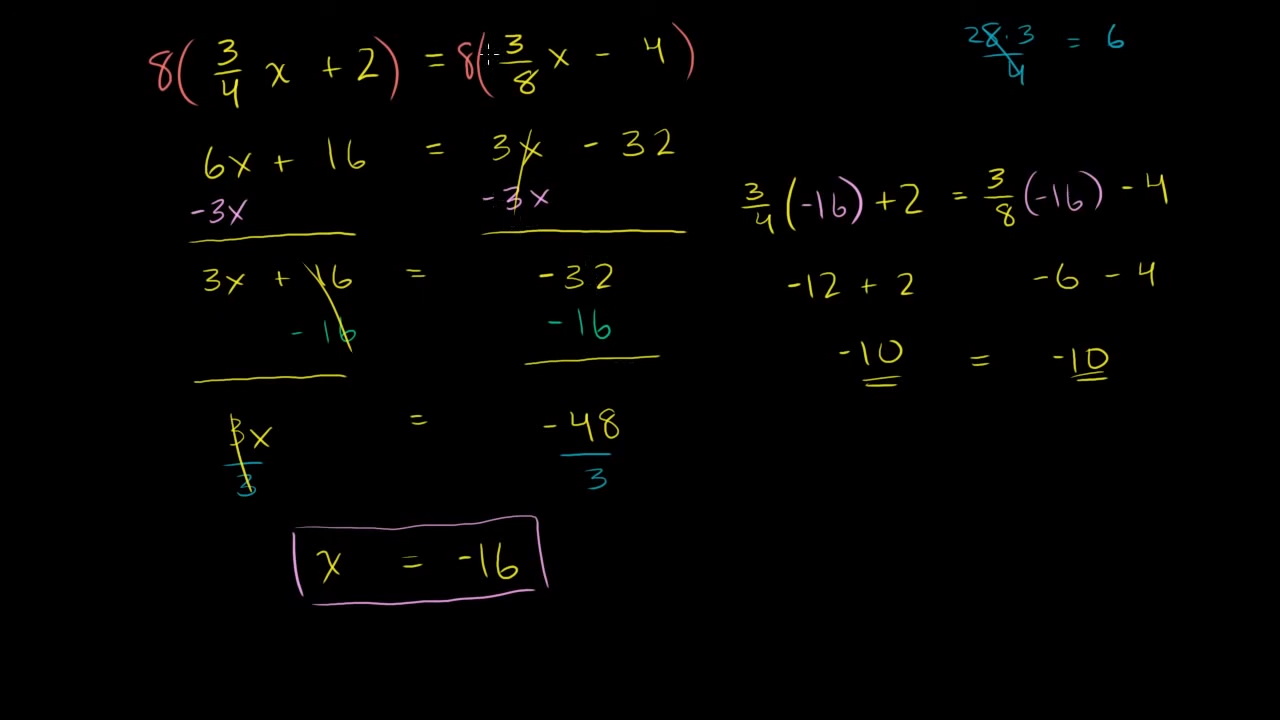 8(3/4 x + 2) = 8(3/8 x - 4)
6x + 16 = 3x - 32
-3x -3x
3x + 16 = -32
- 16 - 16
3x/3 = -48/3
x = -16
28·3/4 = 6
3/4(-16) + 2 = 3/8(-16) - 4
-12 + 2 -6 - 4
-10 = -10